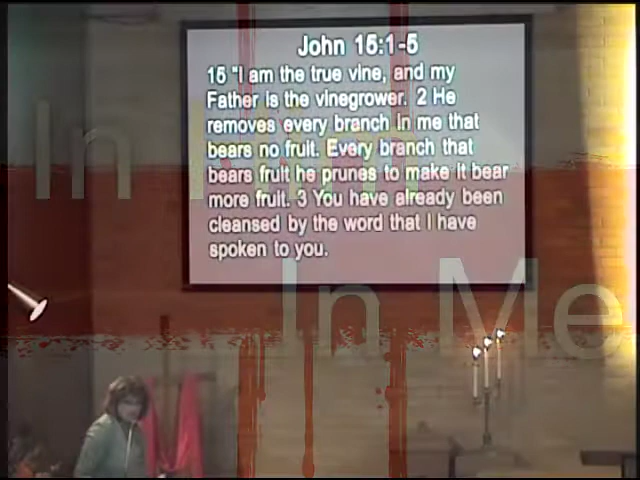 John 15:1-5
15 "I am the true vine, and my
Father is the vinegrower. 2 He
removes every branch in me that
bears no fruit. Every branch that
bears fruit he prunes to make it bear
more fruit. 3 You have already been
cleansed by the word that I have
spoken to you.
In Him
In Me